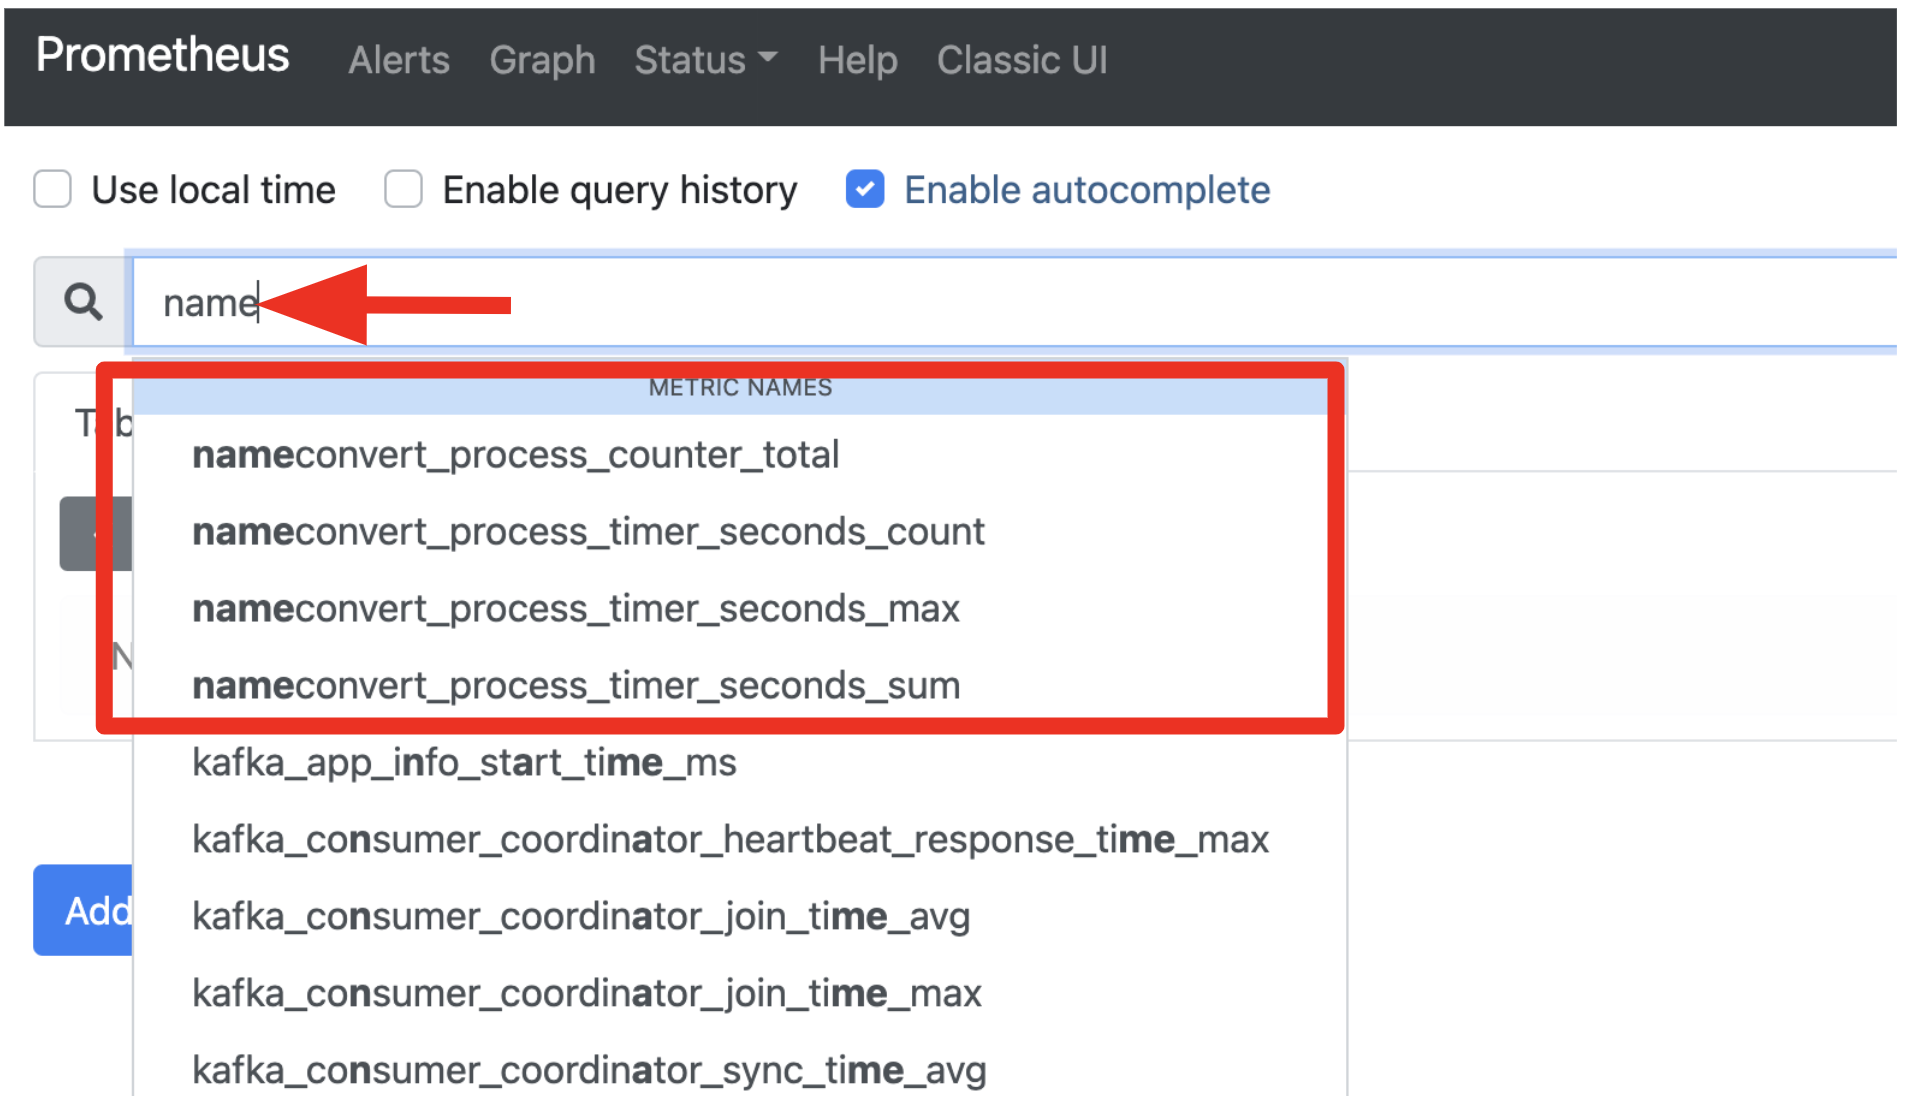 Prometheus Alerts Graph Status Help Classic UI
Use local time Enable query history Enable autocomplete
name
METRIC NAMES
nameconvert_process_counter_total
nameconvert_process_timer_seconds_count
nameconvert_process_timer_seconds_max
nameconvert_process_timer_seconds_sum
kafka_app_info_start_time_ms
kafka_consumer_coordinator_heartbeat_response_time_max
Add
kafka_consumer_coordinator_join_time_avg
kafka_consumer_coordinator_join_time_max
kafka_consumer_coordinator_sync_time_avg